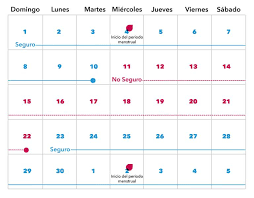 Domingo Lunes Martes Miércoles Jueves Viernes Sábado
1 2 3 4 5 6 7
Inicio del periodo
menstrual
Seguro
8 9 10 11 12 13 14
No Seguro
15 16 17 18 19 20 21
22 23 24 25 26 27 28
Seguro
29 30 1 2 3 4 5
Inicio del periodo
menstrual